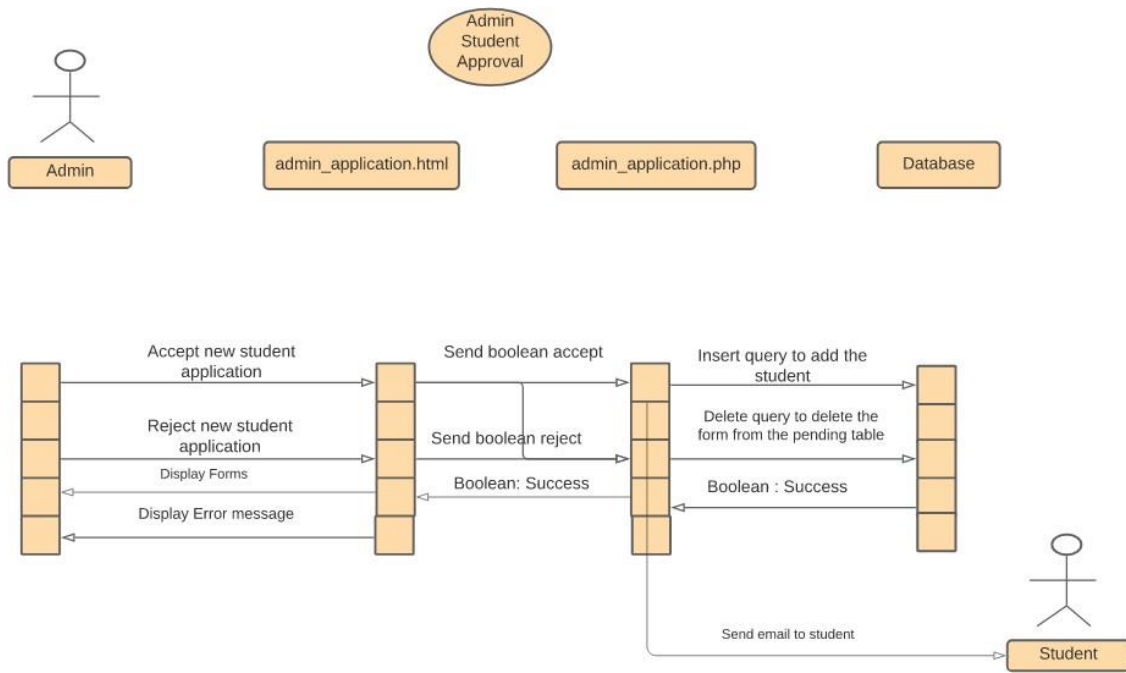 Admin
Student
Approval
Admin
admin_application.html
admin_application.php
Database
Accept new student
application
Send boolean accept
Insert query to add the
student
Reject new student
application
Send boolean reject
Delete query to delete the
form from the pending table
Display Forms
Boolean: Success
Boolean : Success
Display Error message
Send email to student
Student